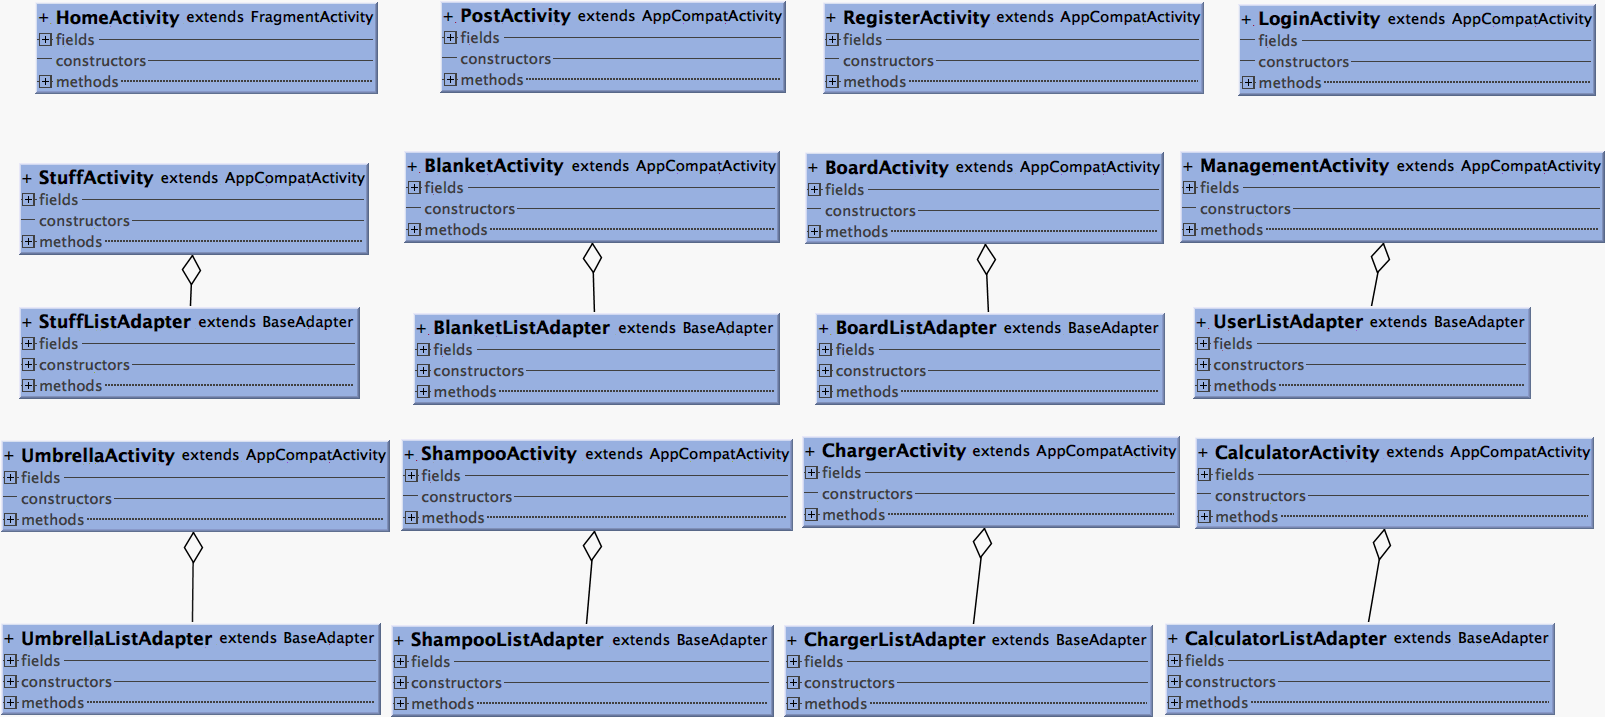 + HomeActivity extends FragmentActivity
fields
constructors
methods
+ PostActivity extends AppCompatActivity
fields
constructors
methods
+ RegisterActivity extends AppCompatActivity
fields
constructors
methods
+ LoginActivity extends AppCompatActivity
fields
constructors
methods
+ StuffActivity extends AppCompatActivity
fields
constructors
methods
+ BlanketActivity extends AppCompatActivity
fields
constructors
methods
+ BoardActivity extends AppCompatActivity
fields
constructors
methods
+ ManagementActivity extends AppCompatActivity
fields
constructors
methods
+ StuffListAdapter extends BaseAdapter
fields
constructors
methods
+ BlanketListAdapter extends BaseAdapter
fields
constructors
methods
+ BoardListAdapter extends BaseAdapter
fields
constructors
methods
+ UserListAdapter extends BaseAdapter
fields
constructors
methods
+ UmbrellaActivity extends AppCompatActivity
fields
constructors
methods
+ ShampooActivity extends AppCompatActivity
fields
constructors
methods
+ ChargerActivity extends AppCompatActivity
fields
constructors
methods
+ CalculatorActivity extends AppCompatActivity
fields
constructors
methods
+ UmbrellaListAdapter extends BaseAdapter
fields
constructors
methods
+ ShampooListAdapter extends BaseAdapter
fields
constructors
methods
+ ChargerListAdapter extends BaseAdapter
fields
constructors
methods
+ CalculatorListAdapter extends BaseAdapter
fields
constructors
methods